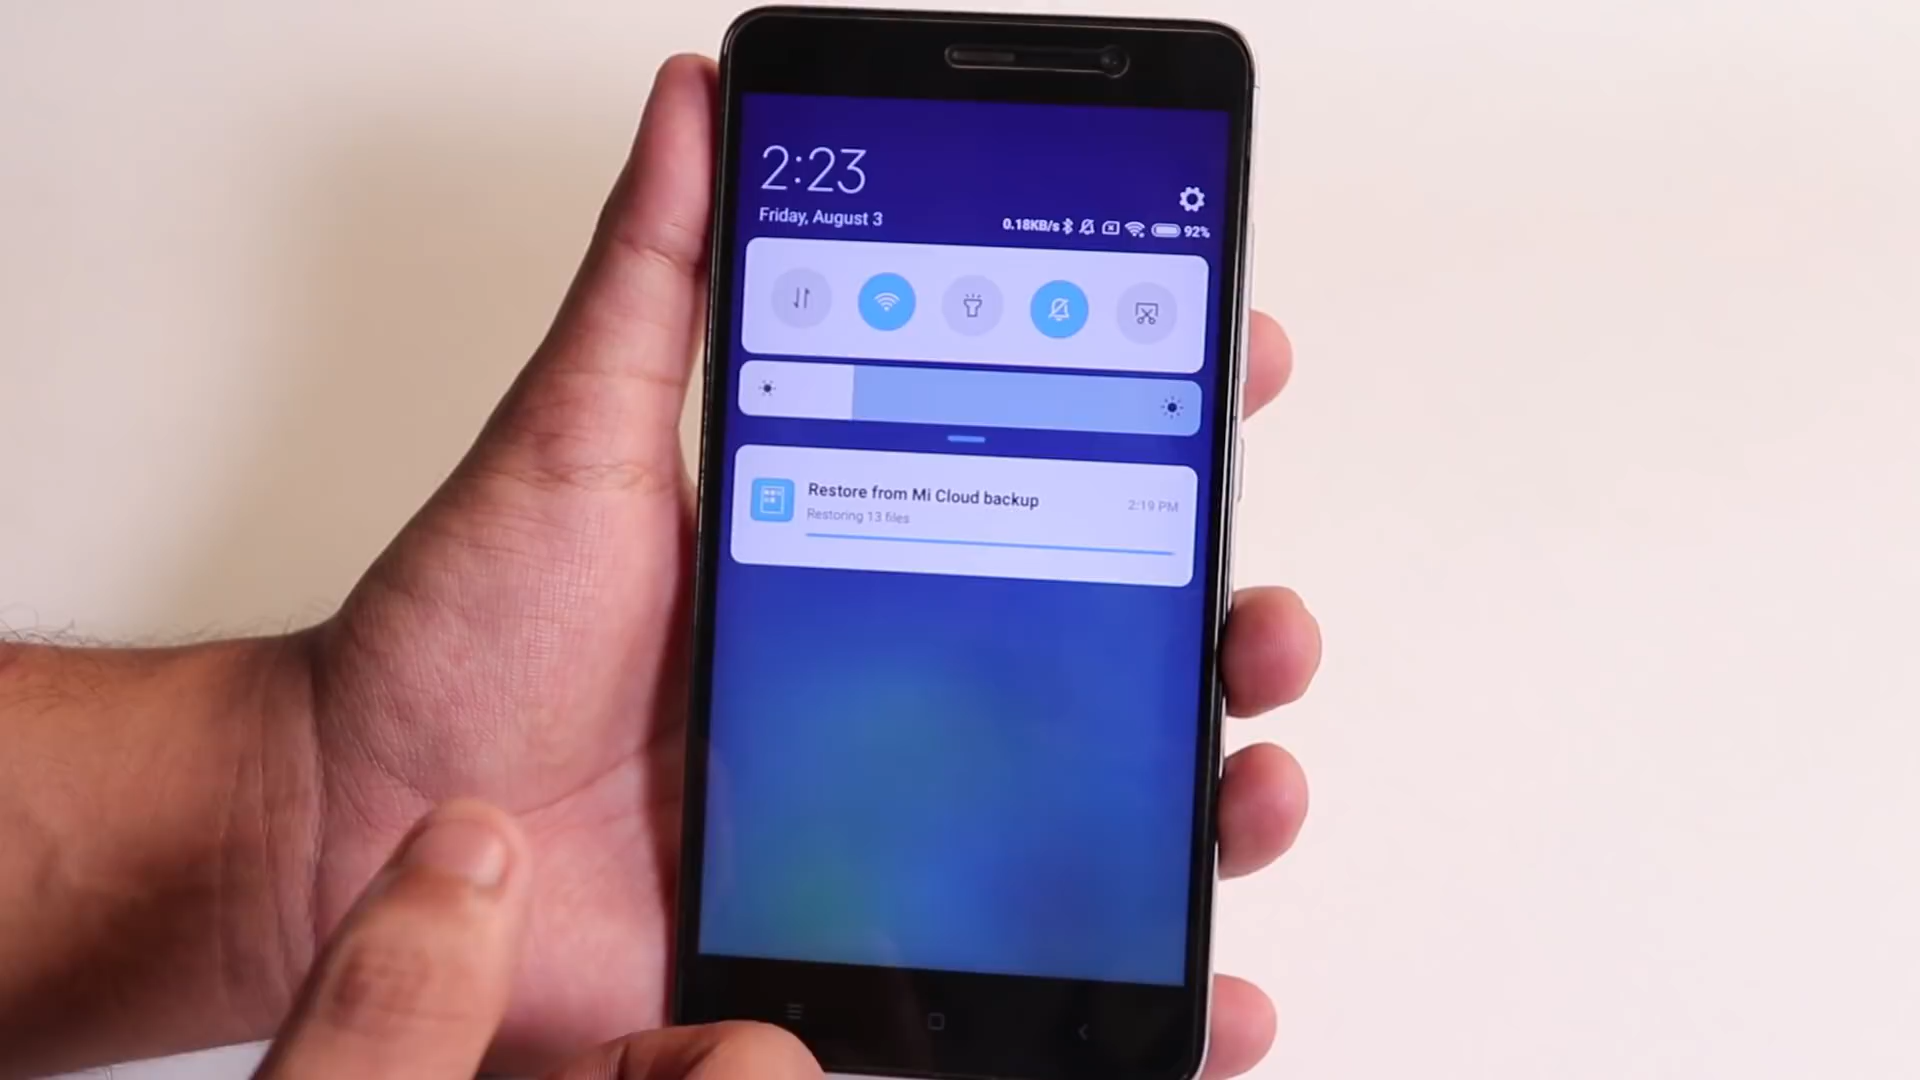 2:23
Friday, August 3
0.18KB/s 92%
Restore from Mi Cloud backup
2:19 PM
Restoring 13 files